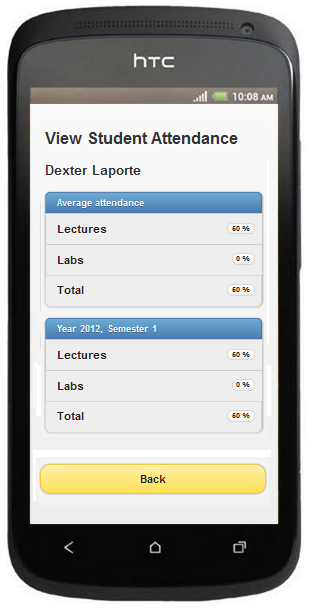 hTC
10:08 AM
View Student Attendance
Dexter Laporte
Average attendance
Lectures 60 %
Labs 0 %
Total 60 %
Year 2012, Semester 1
Lectures 60 %
Labs 0 %
Total 60 %
Back